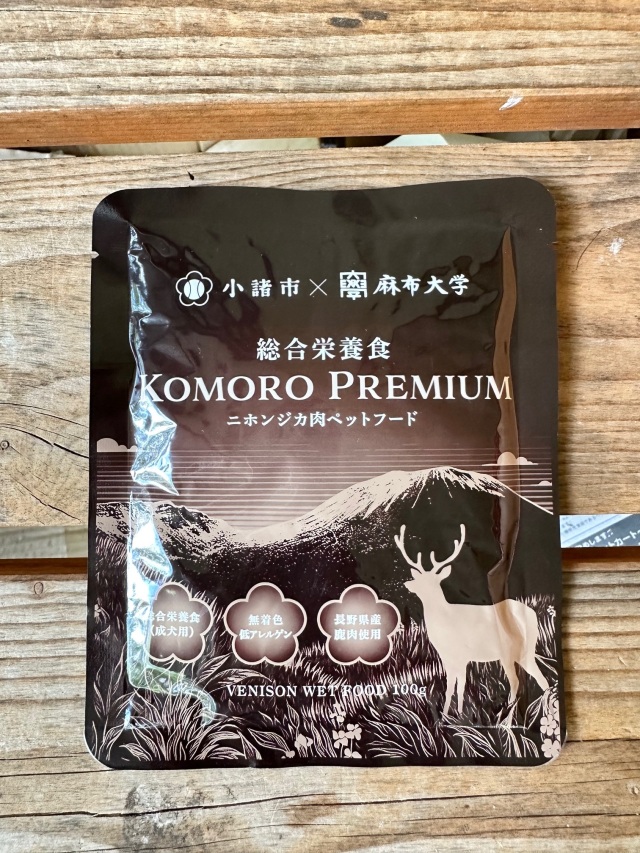 小諸市 × 麻布大学
総合栄養食
KOMORO PREMIUM
ニホンジカ肉ペットフード
総合栄養食
(成犬用)
無着色
低アレルゲン
長野県産
鹿肉使用
VENISON WET FOOD 100g